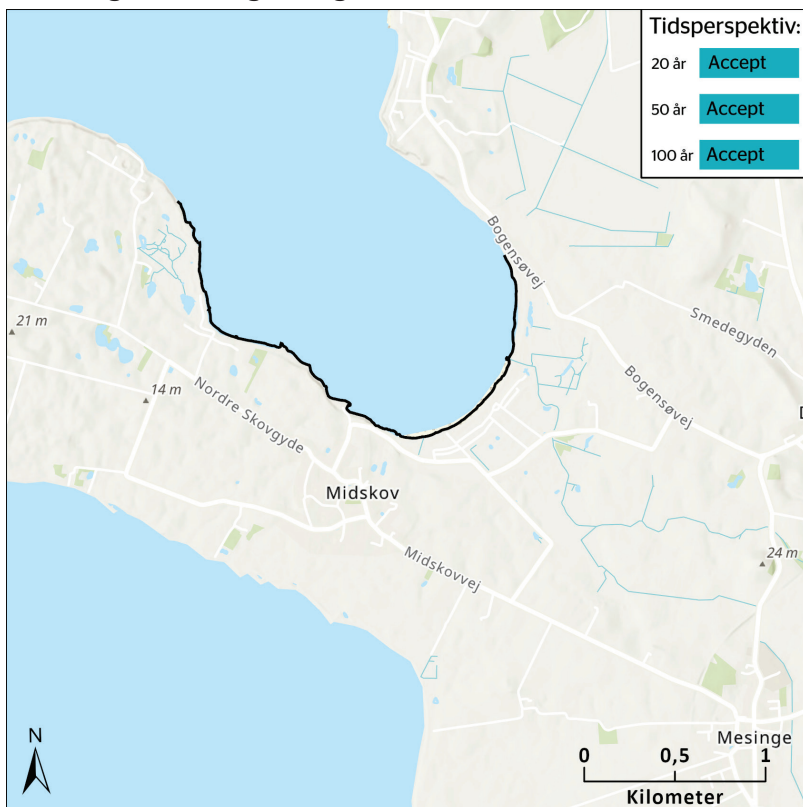 Tidsperspektiv:
20 år Accept
50 år Accept
100 år Accept
Bogensøvej
Smedegyden
21 m
14 m
Nordre Skovgyde
Bogensøvej
D
Midskov
Midskovvej
24 m
N
Mesinge
0 0,5 1
Kilometer